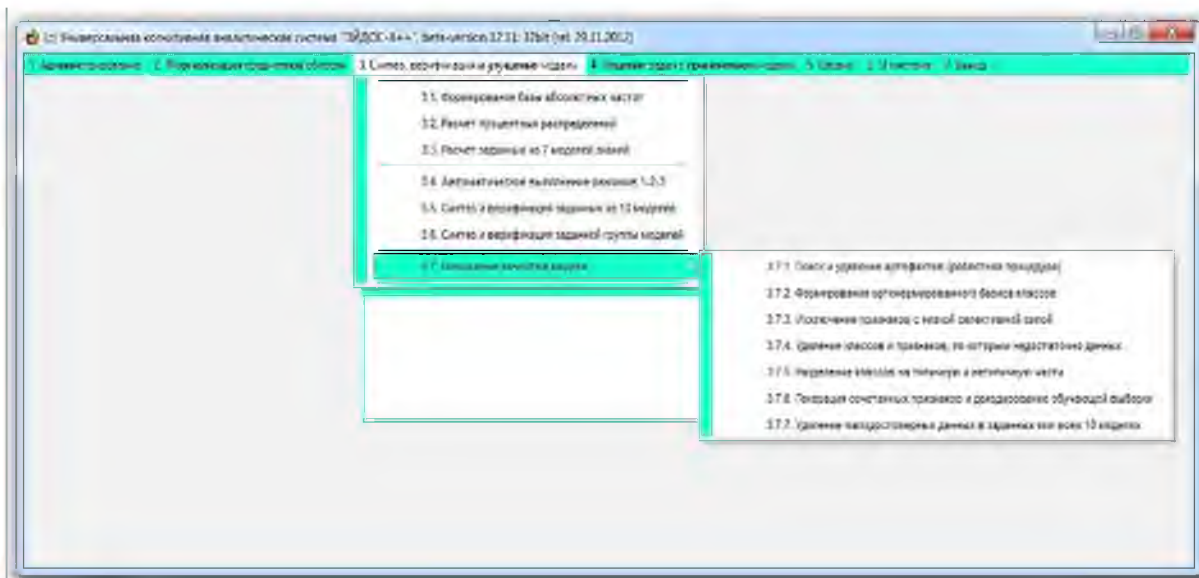 (c) Универсальная когнитивная аналитическая система "ЭЙДОС-X++", beta-version 12.11; 32bit (rel: 29.11.2012)
1. Администрирование 2. Формализация предметной области 3. Синтез, верификация и улучшение модели 4. Решение задач с применением модели 5. Сервис 7. Выход
3.1. Формирование базы абсолютных частот
3.2. Расчет процентных распределений
3.3. Расчет заданных из 7 моделей знаний
3.4. Автоматическое выполнение режимов 1-2-3
3.5. Синтез и верификация заданных из 10 моделей
3.6. Синтез и верификация заданной группы моделей
3.7. Повышение качества модели
3.7.1. Поиск и удаление артефактов (робастная процедура)
3.7.2. Формирование ортонормированного базиса классов
3.7.3. Исключение признаков с низкой селективной силой
3.7.4. Удаление классов и признаков, по которым недостаточно данных
3.7.5. Разделение классов на типичную и нетипичную части
3.7.6. Генерация сочетанных признаков и докодирование обучающей выборки
3.7.7. Удаление малодостоверных данных в заданных или всех 10 моделях